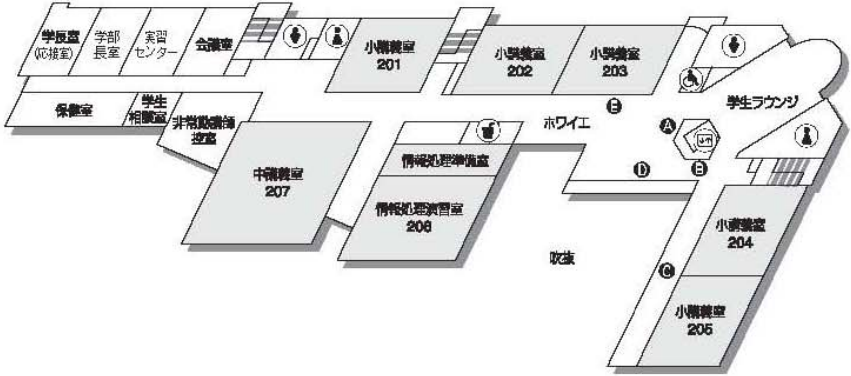 学長室
(応接室)
学部
長室
実習
センター
会議室
小講義室
201
小講義室
202
小講義室
203
学生ラウンジ
保健室
学生
相談室
非常勤講師
控室
ホワイエ
A
B
中講義室
207
情報処理準備室
情報処理演習室
206
D
B
小講義室
204
吹抜
C
小講義室
205